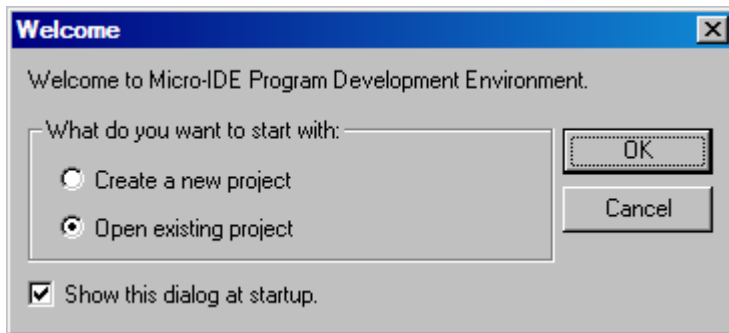 Welcome
Welcome to Micro-IDE Program Development Environment.
What do you want to start with:
Create a new project
Open existing project
OK
Cancel
Show this dialog at startup.